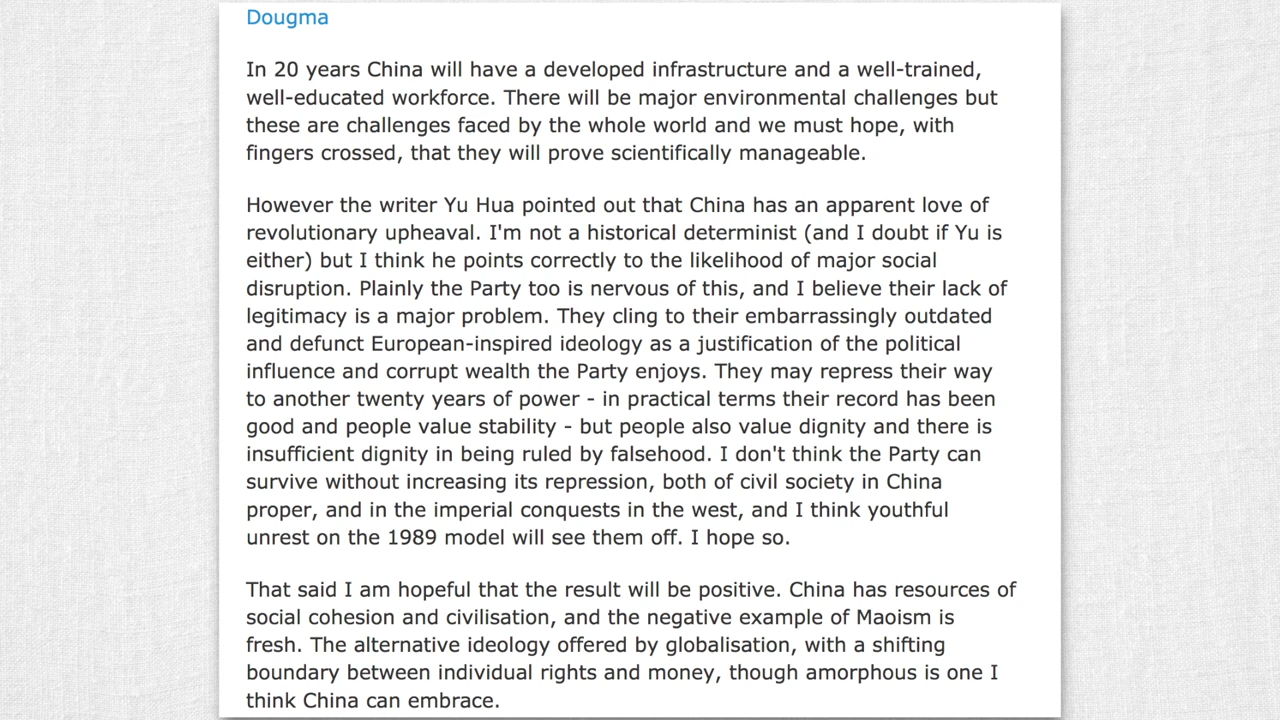 Dougma
In 20 years China will have a developed infrastructure and a well-trained,
well-educated workforce. There will be major environmental challenges but
these are challenges faced by the whole world and we must hope, with
fingers crossed, that they will prove scientifically manageable.
However the writer Yu Hua pointed out that China has an apparent love of
revolutionary upheaval. I'm not a historical determinist (and I doubt if Yu is
either) but I think he points correctly to the likelihood of major social
disruption. Plainly the Party too is nervous of this, and I believe their lack of
legitimacy is a major problem. They cling to their embarrassingly outdated
and defunct European-inspired ideology as a justification of the political
influence and corrupt wealth the Party enjoys. They may repress their way
to another twenty years of power - in practical terms their record has been
good and people value stability - but people also value dignity and there is
insufficient dignity in being ruled by falsehood. I don't think the Party can
survive without increasing its repression, both of civil society in China
proper, and in the imperial conquests in the west, and I think youthful
unrest on the 1989 model will see them off. I hope so.
That said I am hopeful that the result will be positive. China has resources of
social cohesion and civilisation, and the negative example of Maoism is
fresh. The alternative ideology offered by globalisation, with a shifting
boundary between individual rights and money, though amorphous is one I
think China can embrace.